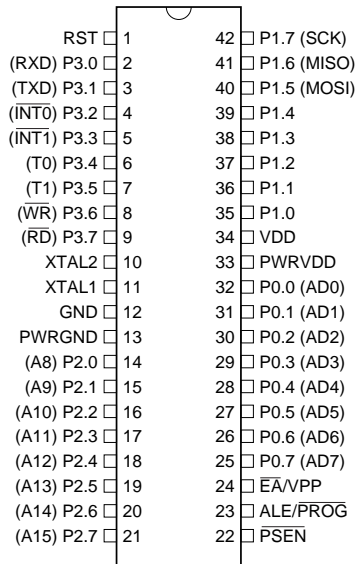 RST 1 42 P1.7 (SCK)
(RXD) P3.0 2 41 P1.6 (MISO)
(TXD) P3.1 3 40 P1.5 (MOSI)
(I̅N̅T̅0̅) P3.2 4 39 P1.4
(I̅N̅T̅1̅) P3.3 5 38 P1.3
(T0) P3.4 6 37 P1.2
(T1) P3.5 7 36 P1.1
(W̅R̅) P3.6 8 35 P1.0
(R̅D̅) P3.7 9 34 VDD
XTAL2 10 33 PWRVDD
XTAL1 11 32 P0.0 (AD0)
GND 12 31 P0.1 (AD1)
PWRGND 13 30 P0.2 (AD2)
(A8) P2.0 14 29 P0.3 (AD3)
(A9) P2.1 15 28 P0.4 (AD4)
(A10) P2.2 16 27 P0.5 (AD5)
(A11) P2.3 17 26 P0.6 (AD6)
(A12) P2.4 18 25 P0.7 (AD7)
(A13) P2.5 19 24 E̅A̅/VPP
(A14) P2.6 20 23 ALE/P̅R̅O̅G̅
(A15) P2.7 21 22 P̅S̅E̅N̅